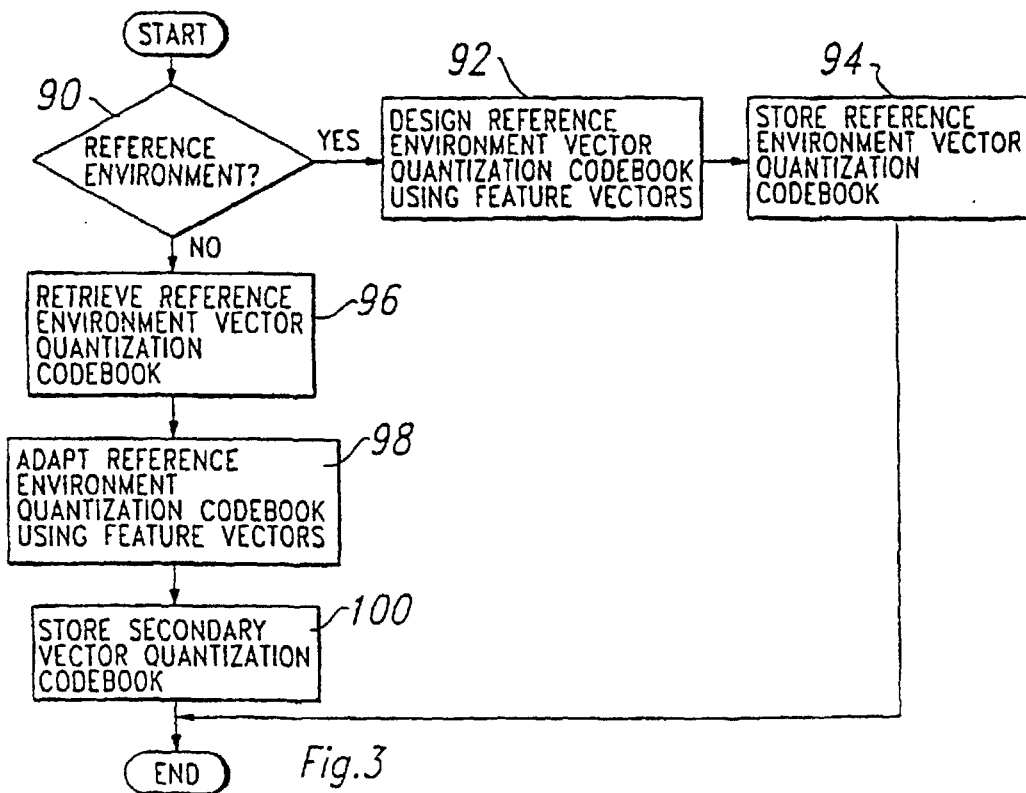 START
90
REFERENCE
ENVIRONMENT?
YES
92
DESIGN REFERENCE
ENVIRONMENT VECTOR
QUANTIZATION CODEBOOK
USING FEATURE VECTORS
94
STORE REFERENCE
ENVIRONMENT VECTOR
QUANTIZATION
CODEBOOK
NO
RETRIEVE REFERENCE
ENVIRONMENT VECTOR
QUANTIZATION
CODEBOOK
96
ADAPT REFERENCE
ENVIRONMENT
QUANTIZATION CODEBOOK
USING FEATURE VECTORS
98
STORE SECONDARY
VECTOR QUANTIZATION
CODEBOOK
100
END
Fig.3